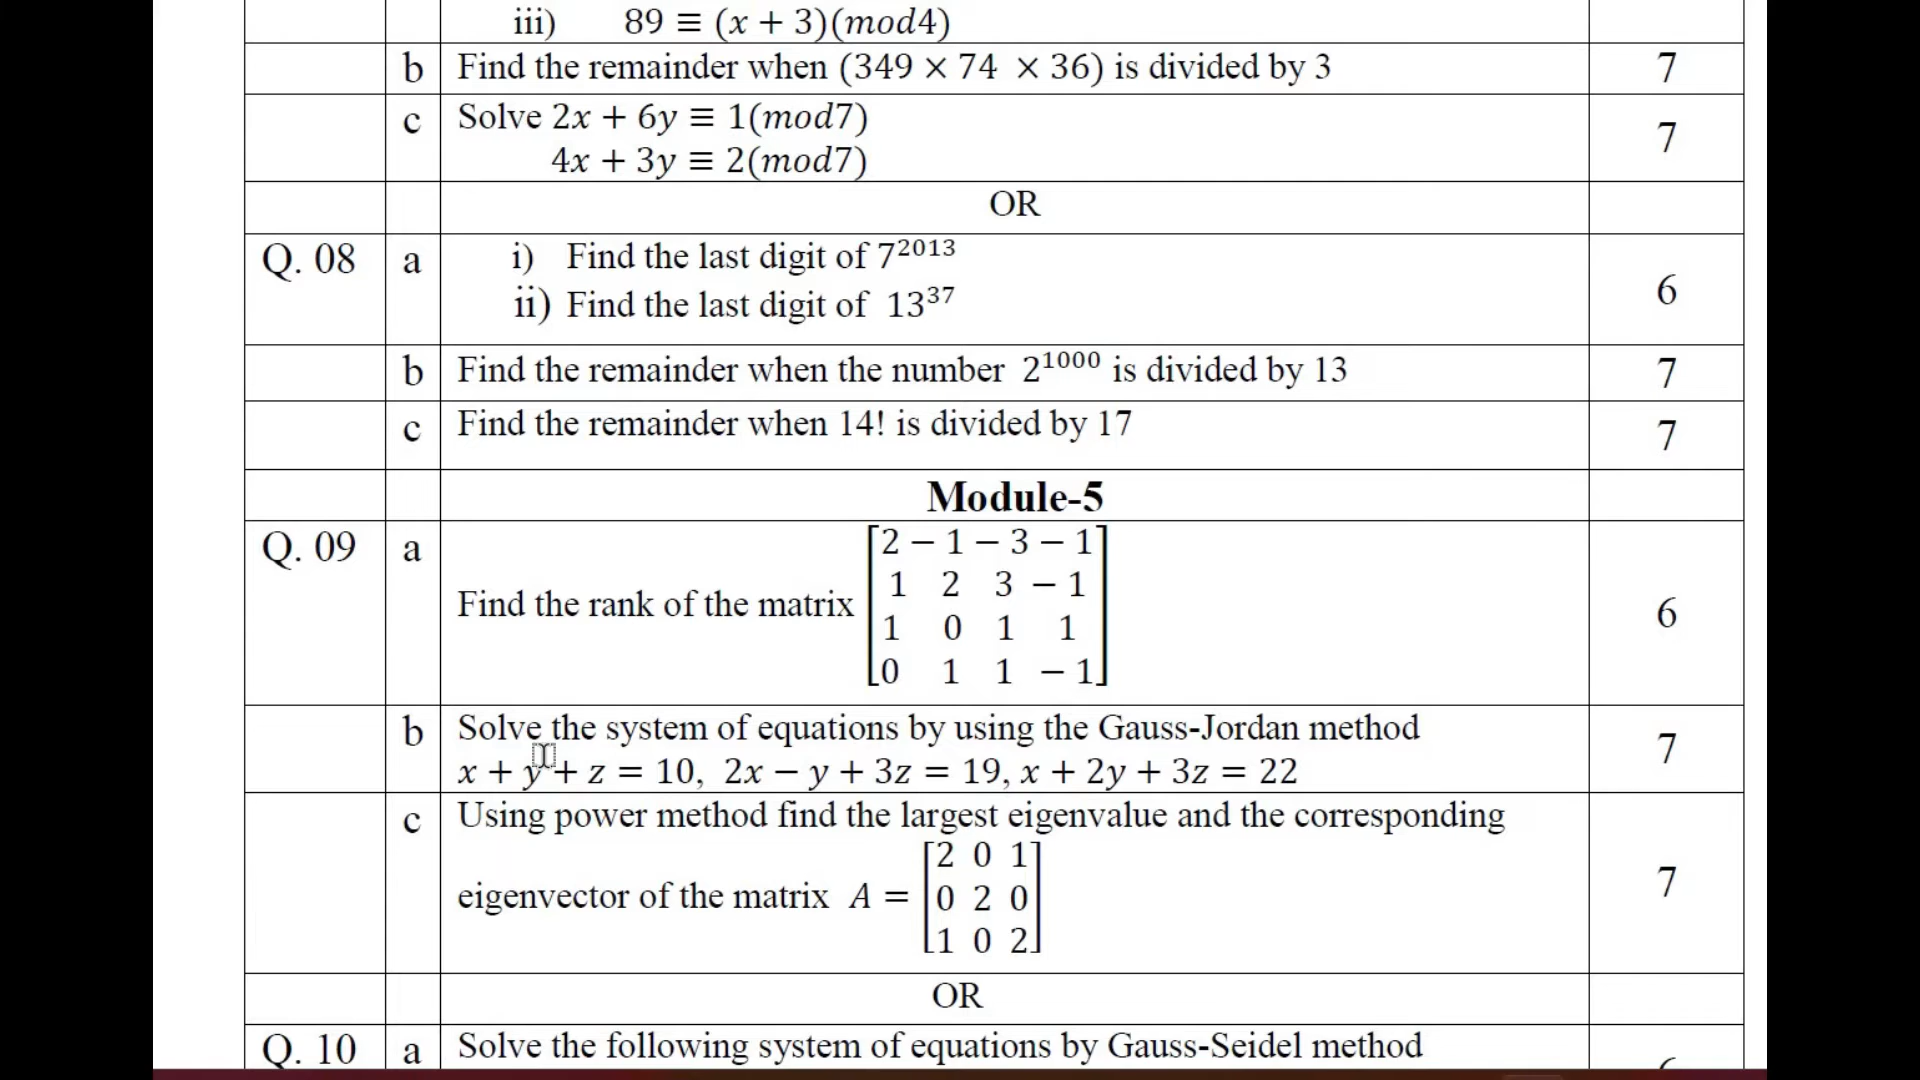 iii) 89 ≡ (x + 3)(mod4)
b Find the remainder when (349 × 74 × 36) is divided by 3 7
c Solve 2x + 6y ≡ 1(mod7) 7
4x + 3y ≡ 2(mod7)
OR
Q. 08 a i) Find the last digit of 7²⁰¹³ 6
ii) Find the last digit of 13³⁷
b Find the remainder when the number 2¹⁰⁰⁰ is divided by 13 7
c Find the remainder when 14! is divided by 17 7
Module-5
Q. 09 a Find the rank of the matrix 6
2 − 1 − 3 − 1
1 2 3 − 1
1 0 1 1
0 1 1 − 1
b Solve the system of equations by using the Gauss-Jordan method 7
x + y + z = 10, 2x − y + 3z = 19, x + 2y + 3z = 22
c Using power method find the largest eigenvalue and the corresponding 7
eigenvector of the matrix A =
2 0 1
0 2 0
1 0 2
OR
Q. 10 a Solve the following system of equations by Gauss-Seidel method